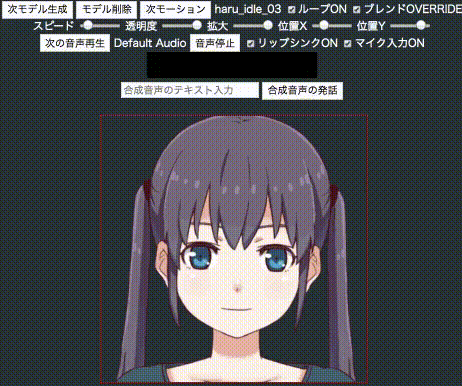 次モデル生成 モデル削除 次モーション haru_idle_03 ループON ブレンドOVERRIDE
スピード 透明度 拡大 位置X 位置Y
次の音声再生 Default Audio 音声停止 リップシンクON マイク入力ON
合成音声のテキスト入力 合成音声の発話